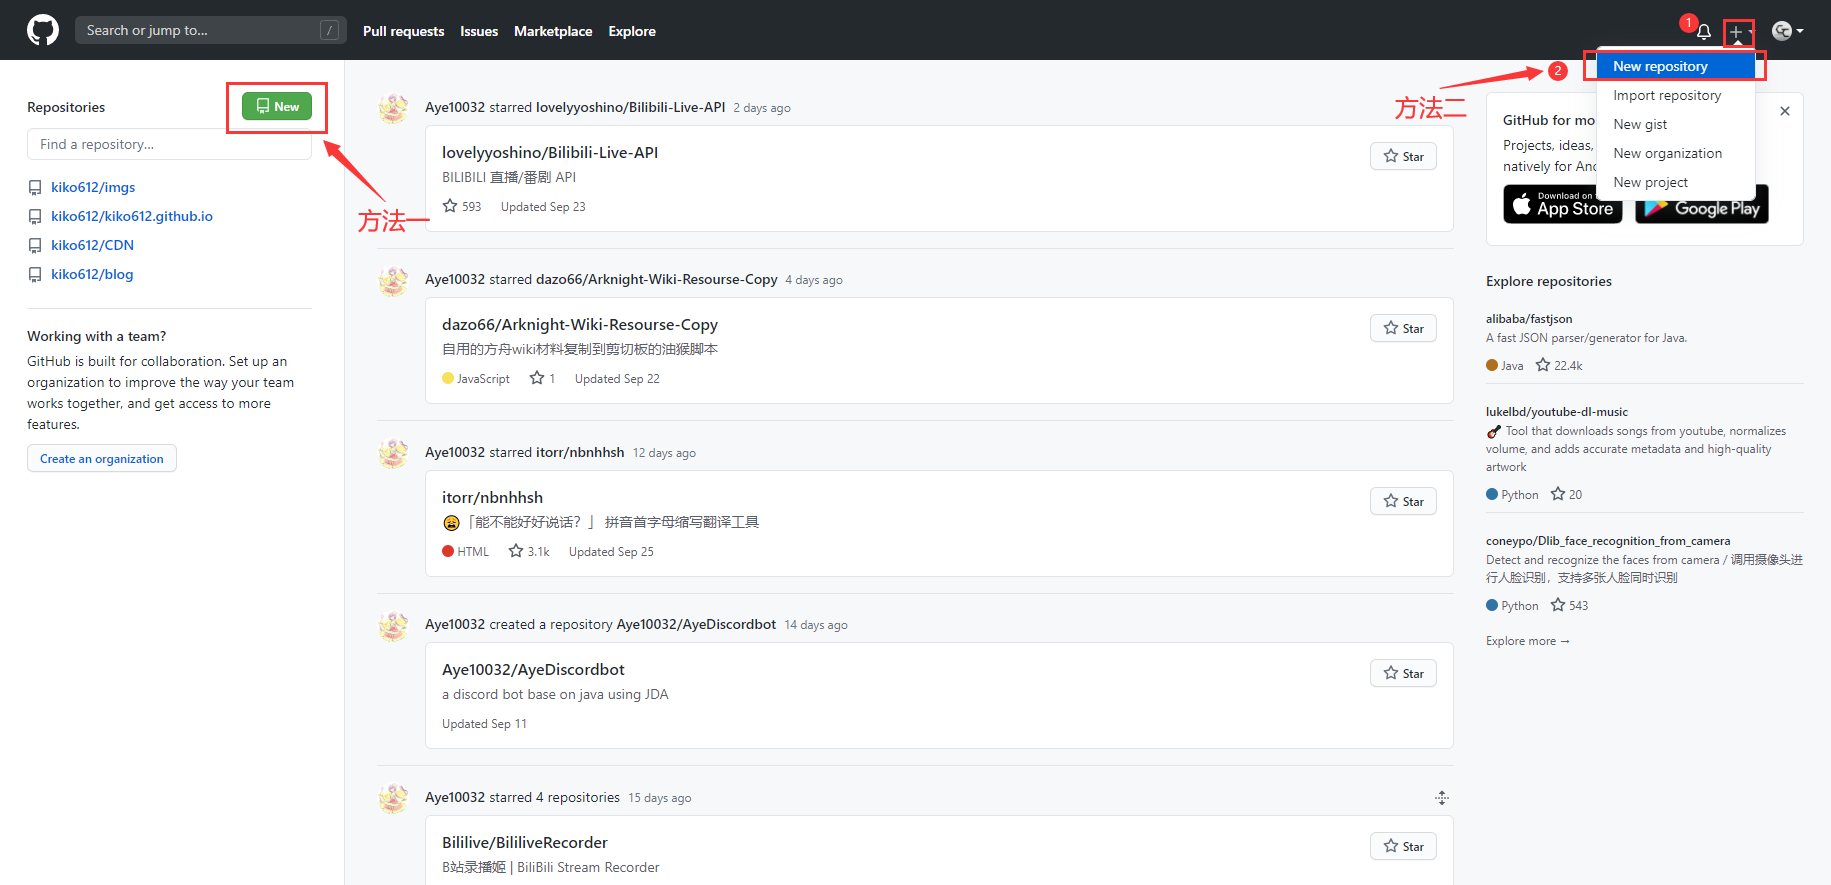 Search or jump to... /
Pull requests
Issues
Marketplace
Explore
1
2
方法二
New repository
Import repository
New gist
New organization
New project
Repositories
New
Find a repository...
方法一
kiko612/imgs
kiko612/kiko612.github.io
kiko612/CDN
kiko612/blog
Working with a team?
GitHub is built for collaboration. Set up an
organization to improve the way your team
works together, and get access to more
features.
Create an organization
Aye10032 starred lovelyyoshino/Bilibili-Live-API 2 days ago
lovelyyoshino/Bilibili-Live-API
Star
BILIBILI 直播/番剧 API
593 Updated Sep 23
Aye10032 starred dazo66/Arknight-Wiki-Resourse-Copy 4 days ago
dazo66/Arknight-Wiki-Resourse-Copy
Star
自用的方舟wiki材料复制到剪切板的油猴脚本
JavaScript 1 Updated Sep 22
Aye10032 starred itorr/nbnhhsh 12 days ago
itorr/nbnhhsh
Star
😩「能不能好好说话？」 拼音首字母缩写翻译工具
HTML 3.1k Updated Sep 25
Aye10032 created a repository Aye10032/AyeDiscordbot 14 days ago
Aye10032/AyeDiscordbot
Star
a discord bot base on java using JDA
Updated Sep 11
Aye10032 starred 4 repositories 15 days ago
Bililive/BililiveRecorder
Star
B站录播姬 | BiliBili Stream Recorder
GitHub for mo
Projects, ideas,
natively for And
Download on
App Store
Google Play
Explore repositories
alibaba/fastjson
A fast JSON parser/generator for Java.
Java 22.4k
lukelbd/youtube-dl-music
🎸 Tool that downloads songs from youtube, normalizes
volume, and adds accurate metadata and high-quality
artwork
Python 20
coneypo/Dlib_face_recognition_from_camera
Detect and recognize the faces from camera / 调用摄像头进
行人脸识别，支持多张人脸同时识别
Python 543
Explore more →